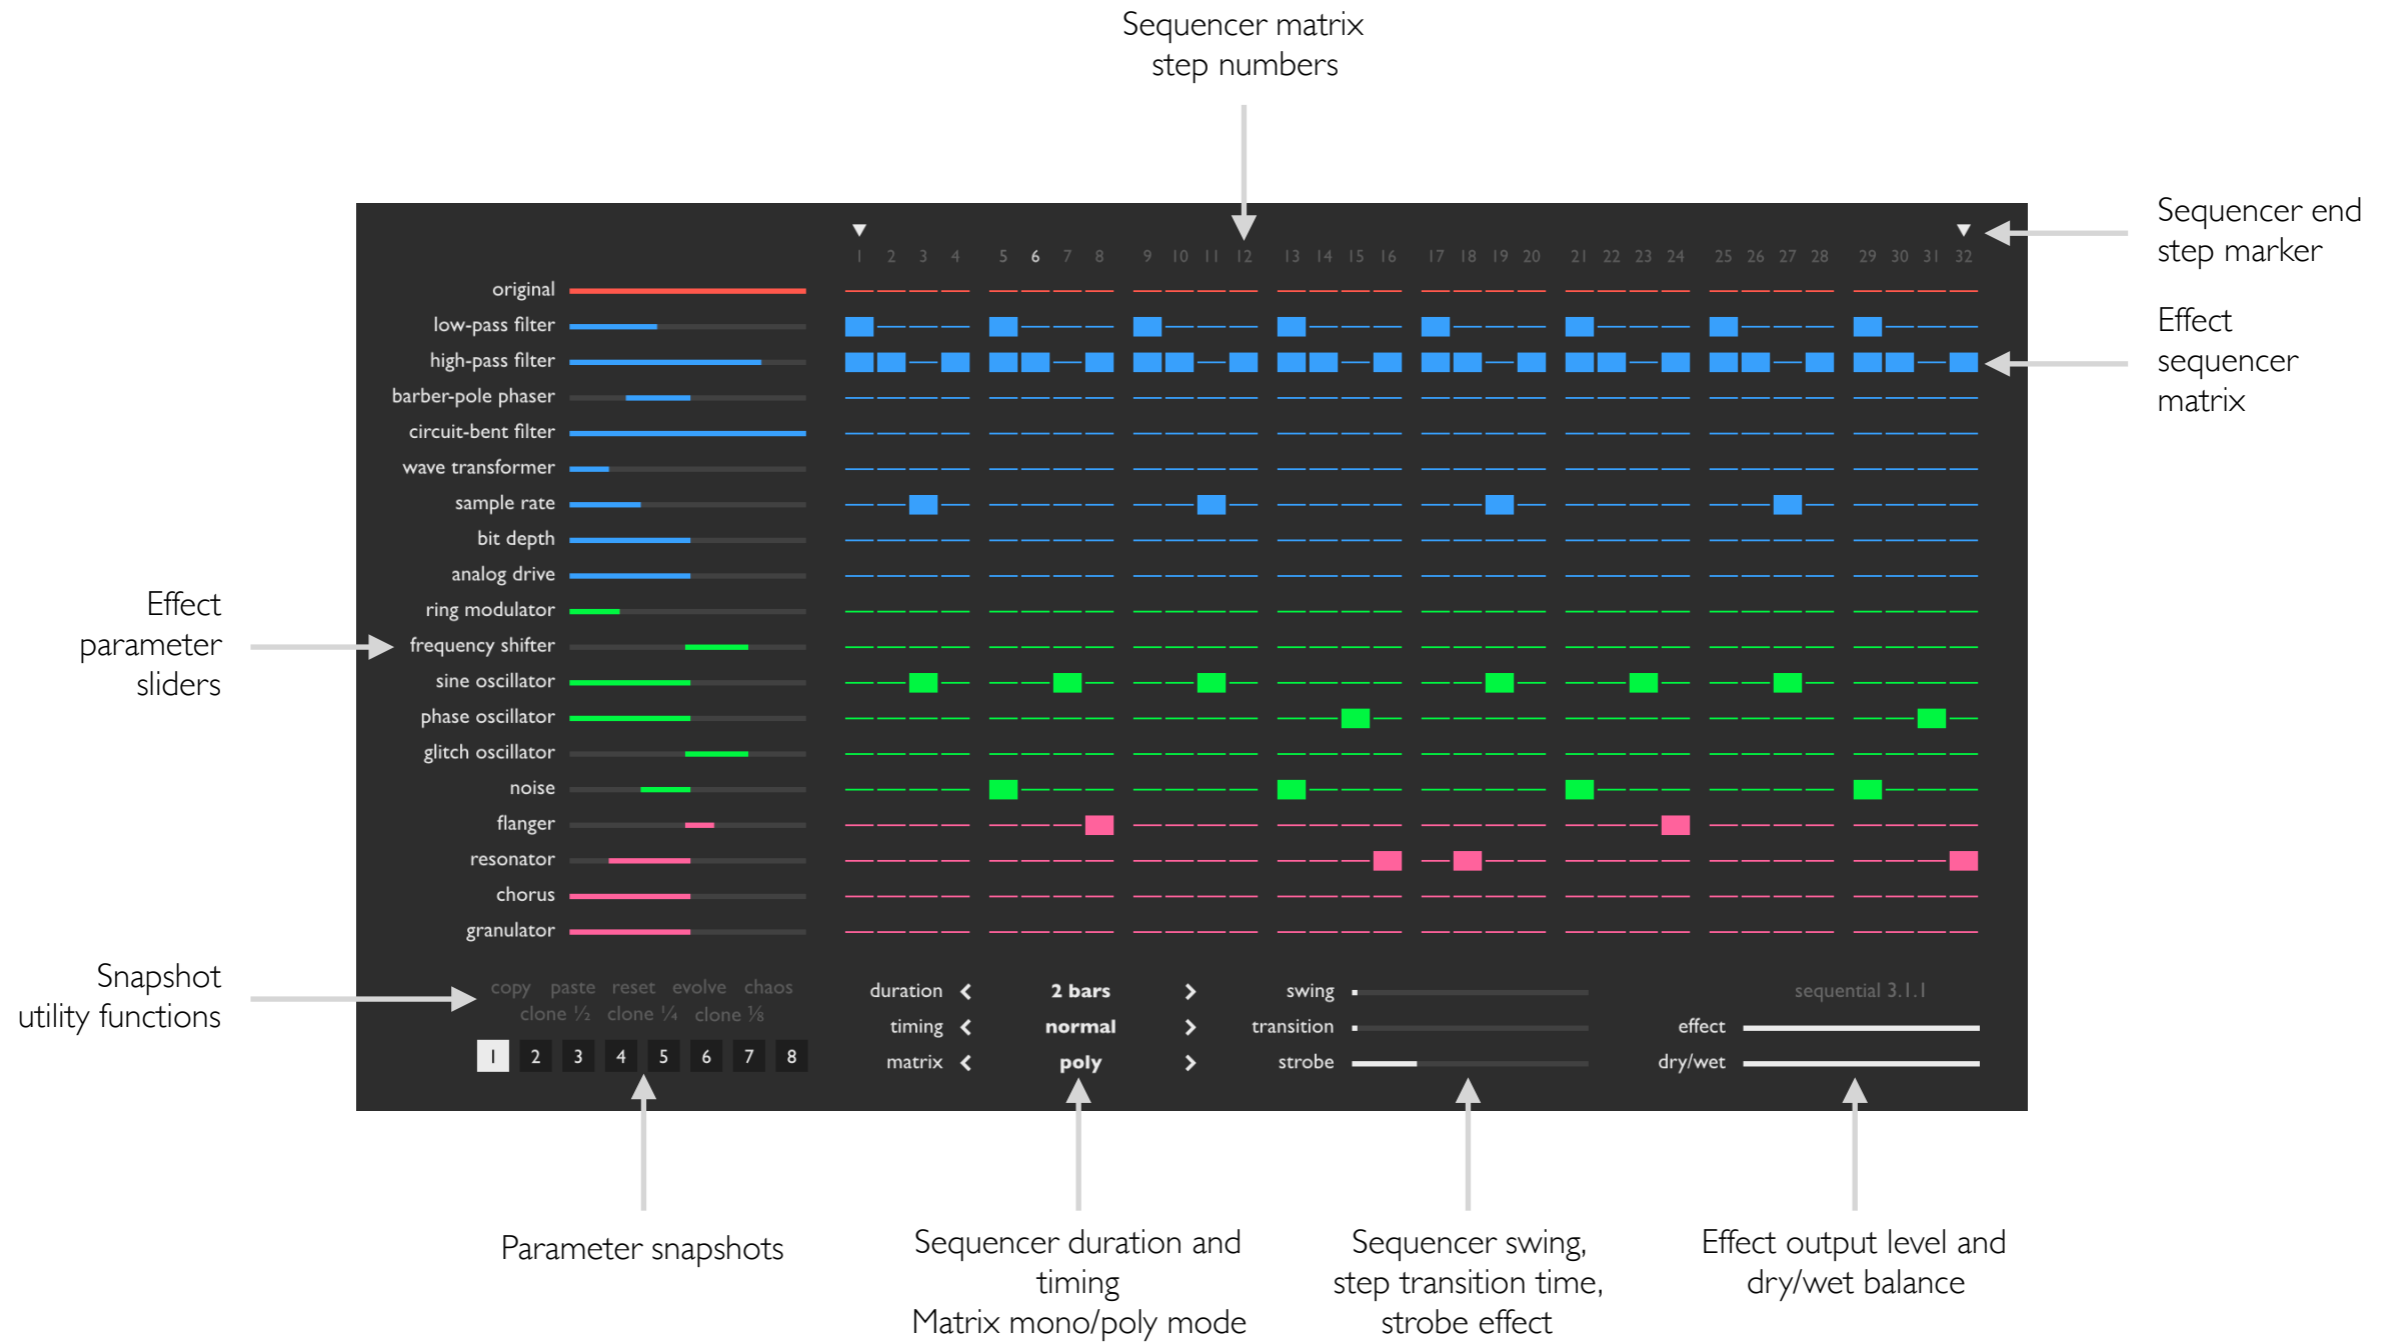 Sequencer matrix
step numbers
Sequencer end
step marker
1 2 3 4 5 6 7 8 9 10 11 12 13 14 15 16 17 18 19 20 21 22 23 24 25 26 27 28 29 30 31 32
original
low-pass filter
high-pass filter
barber-pole phaser
circuit-bent filter
wave transformer
sample rate
bit depth
analog drive
ring modulator
frequency shifter
sine oscillator
phase oscillator
glitch oscillator
noise
flanger
resonator
chorus
granulator
Effect
sequencer
matrix
Effect
parameter
sliders
Snapshot
utility functions
copy paste reset evolve chaos
clone ½ clone ¼ clone ⅛
1 2 3 4 5 6 7 8
duration < 2 bars >
timing < normal >
matrix < poly >
swing
transition
strobe
sequential 3.1.1
effect
dry/wet
Parameter snapshots
Sequencer duration and
timing
Matrix mono/poly mode
Sequencer swing,
step transition time,
strobe effect
Effect output level and
dry/wet balance